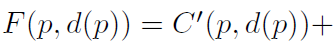 F(p, d(p)) = C′(p, d(p))+